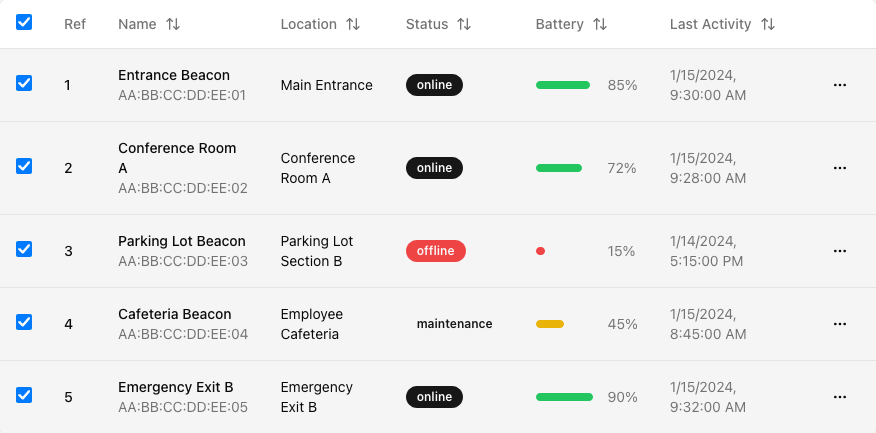 Ref Name Location Status Battery Last Activity
1 Entrance Beacon AA:BB:CC:DD:EE:01 Main Entrance online 85% 1/15/2024, 9:30:00 AM ...
2 Conference Room A AA:BB:CC:DD:EE:02 Conference Room A online 72% 1/15/2024, 9:28:00 AM ...
3 Parking Lot Beacon AA:BB:CC:DD:EE:03 Parking Lot Section B offline 15% 1/14/2024, 5:15:00 PM ...
4 Cafeteria Beacon AA:BB:CC:DD:EE:04 Employee Cafeteria maintenance 45% 1/15/2024, 8:45:00 AM ...
5 Emergency Exit B AA:BB:CC:DD:EE:05 Emergency Exit B online 90% 1/15/2024, 9:32:00 AM ...